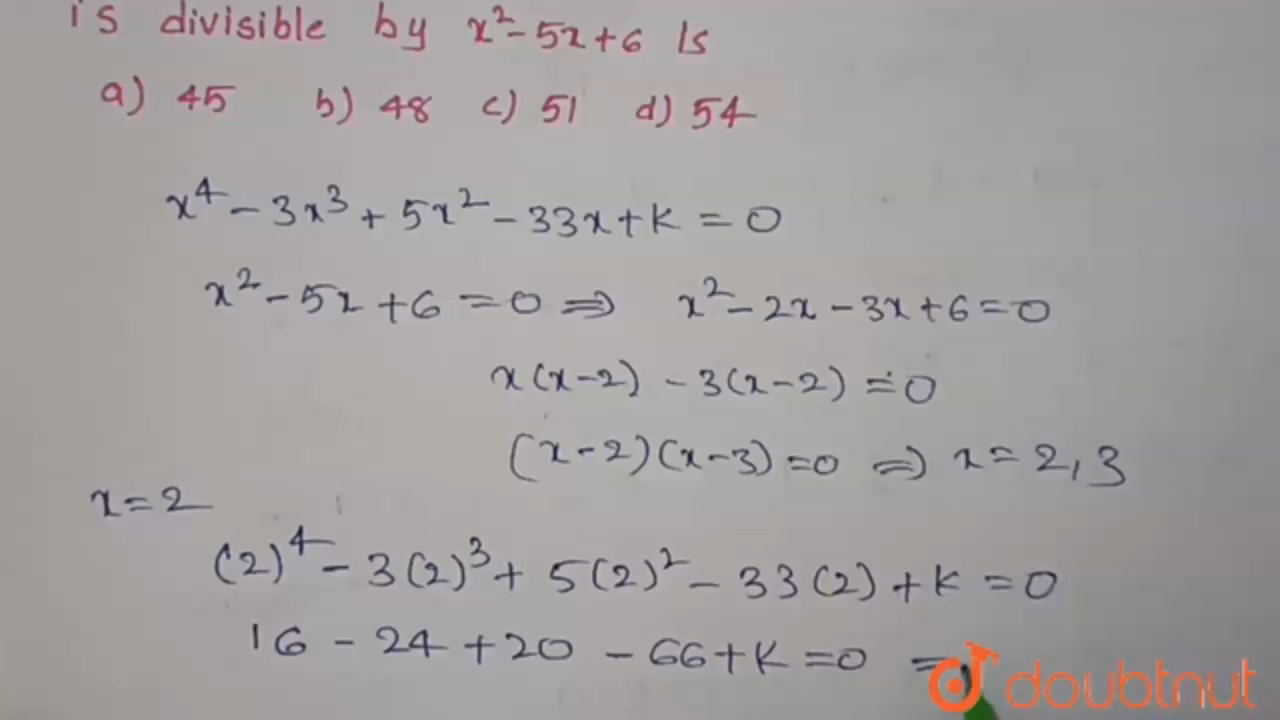 is divisible by x²-5x+6 is
a) 45 b) 48 c) 51 d) 54
x⁴-3x³+5x²-33x+k=0
x²-5x+6=0 ⇒ x²-2x-3x+6=0
x(x-2)-3(x-2)=0
(x-2)(x-3)=0 ⇒ x=2,3
x=2
(2)⁴-3(2)³+5(2)²-33(2)+k=0
16-24+20-66+k=0 =
doubtnut